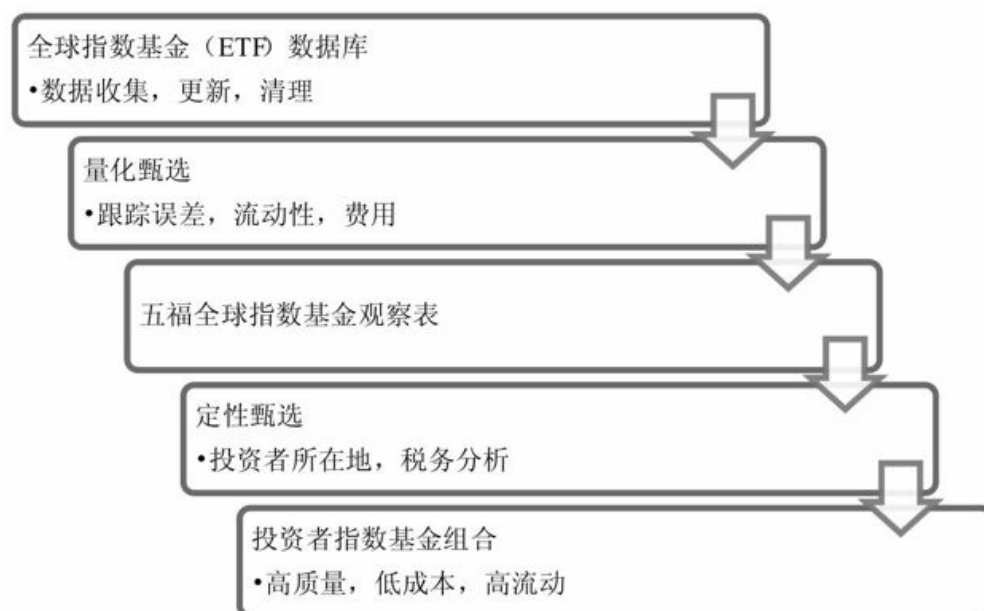 全球指数基金（ETF）数据库
•数据收集，更新，清理
量化甄选
•跟踪误差，流动性，费用
五福全球指数基金观察表
定性甄选
•投资者所在地，税务分析
投资者指数基金组合
•高质量，低成本，高流动